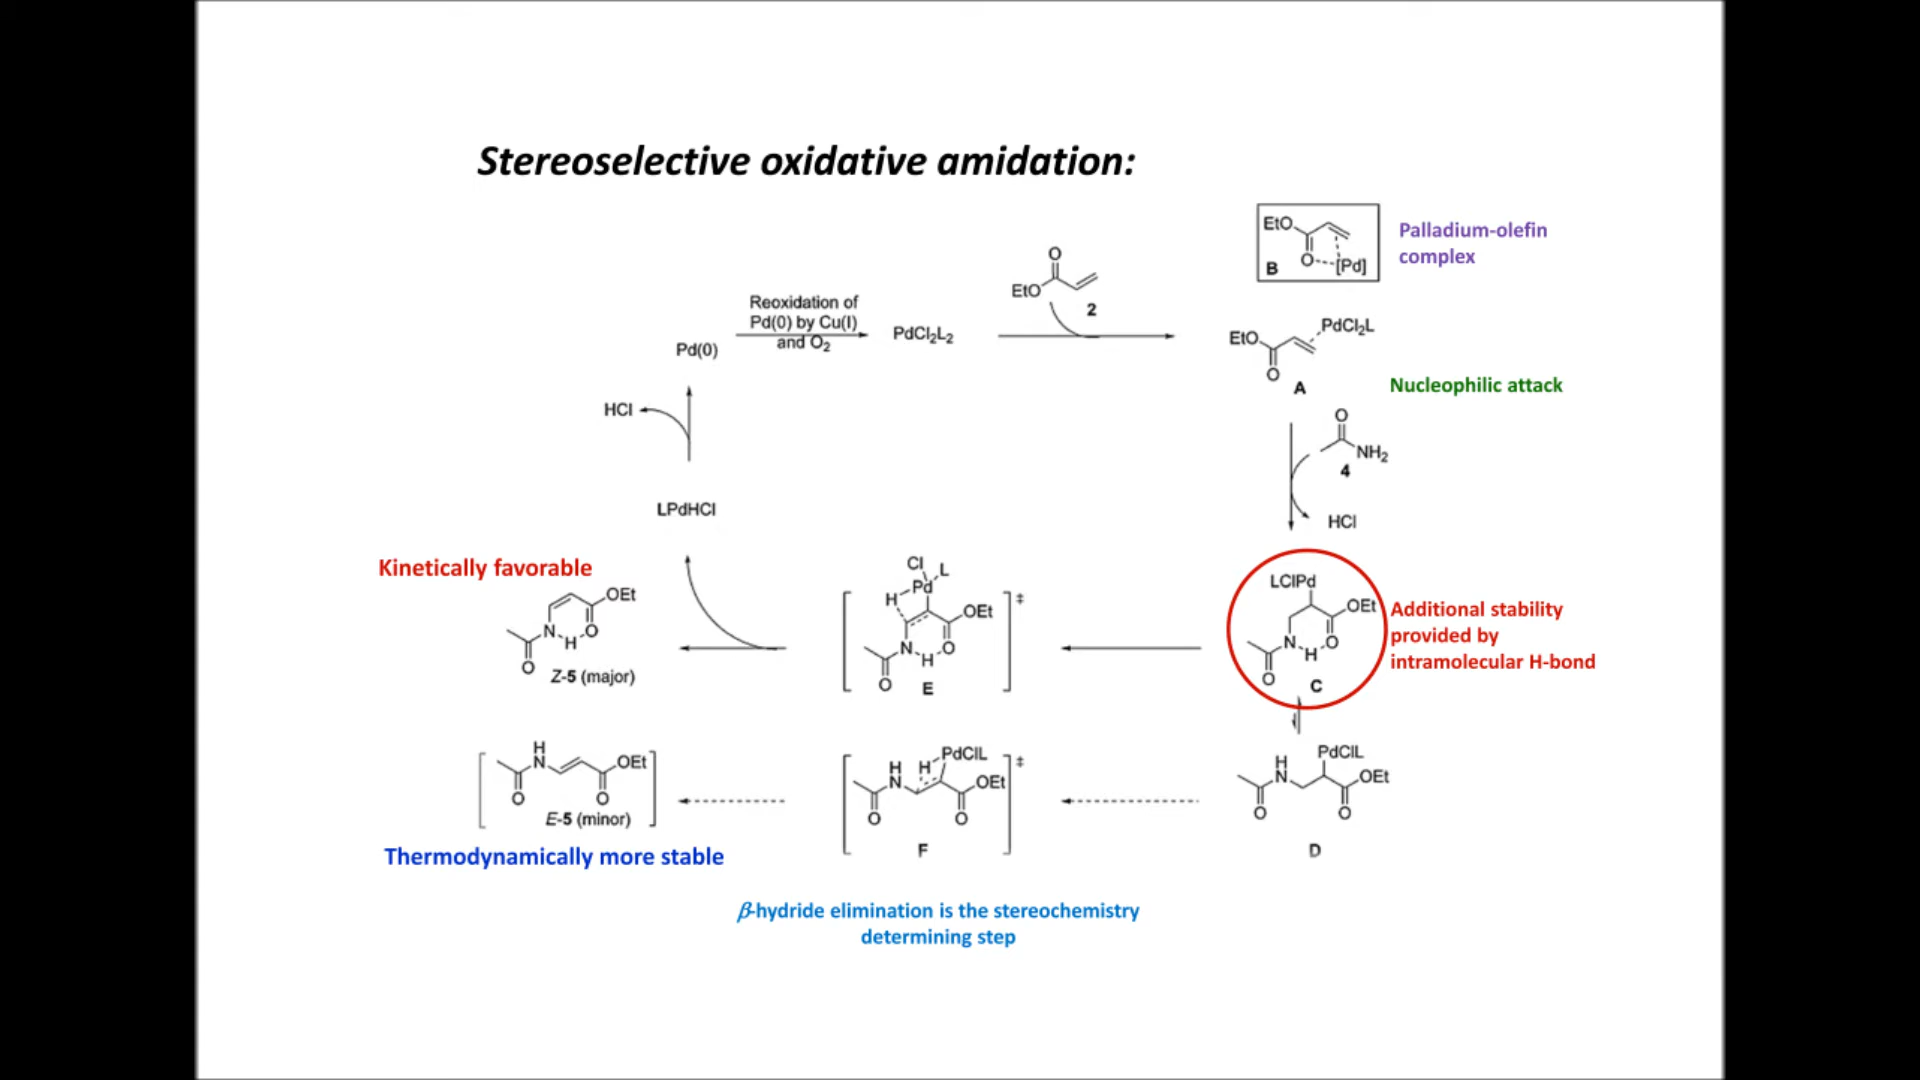 Stereoselective oxidative amidation:
EtO
O
[Pd]
B
Palladium-olefin
complex
O
EtO
2
Reoxidation of
Pd(0) by Cu(I)
and O2
Pd(0)
PdCl2L2
PdCl2L
EtO
O
A
Nucleophilic attack
HCl
O
NH2
4
HCl
LPdHCl
Kinetically favorable
OEt
N
H
O
O
Z-5 (major)
Cl
L
Pd
H
OEt
N
H
O
O
E
‡
LClPd
OEt
N
H
O
O
C
Additional stability
provided by
intramolecular H-bond
H
N
OEt
O
O
E-5 (minor)
Thermodynamically more stable
PdClL
H
H
N
OEt
O
O
F
‡
PdClL
H
N
OEt
O
O
D
β-hydride elimination is the stereochemistry
determining step